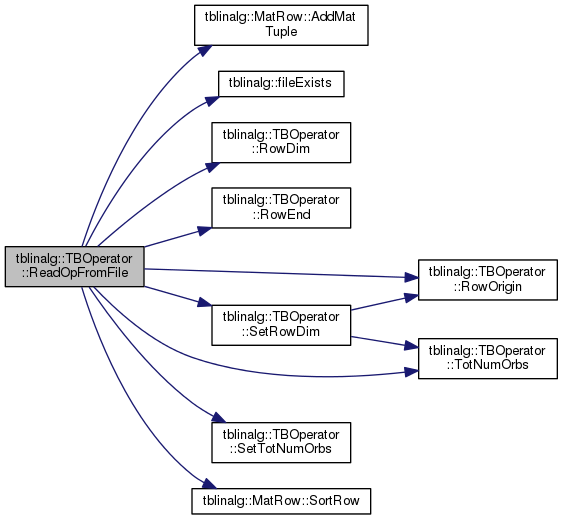 tblinalg::MatRow::AddMat
Tuple
tblinalg::fileExists
tblinalg::TBOperator
::RowDim
tblinalg::TBOperator
::RowEnd
tblinalg::TBOperator
::ReadOpFromFile
tblinalg::TBOperator
::RowOrigin
tblinalg::TBOperator
::SetRowDim
tblinalg::TBOperator
::TotNumOrbs
tblinalg::TBOperator
::SetTotNumOrbs
tblinalg::MatRow::SortRow